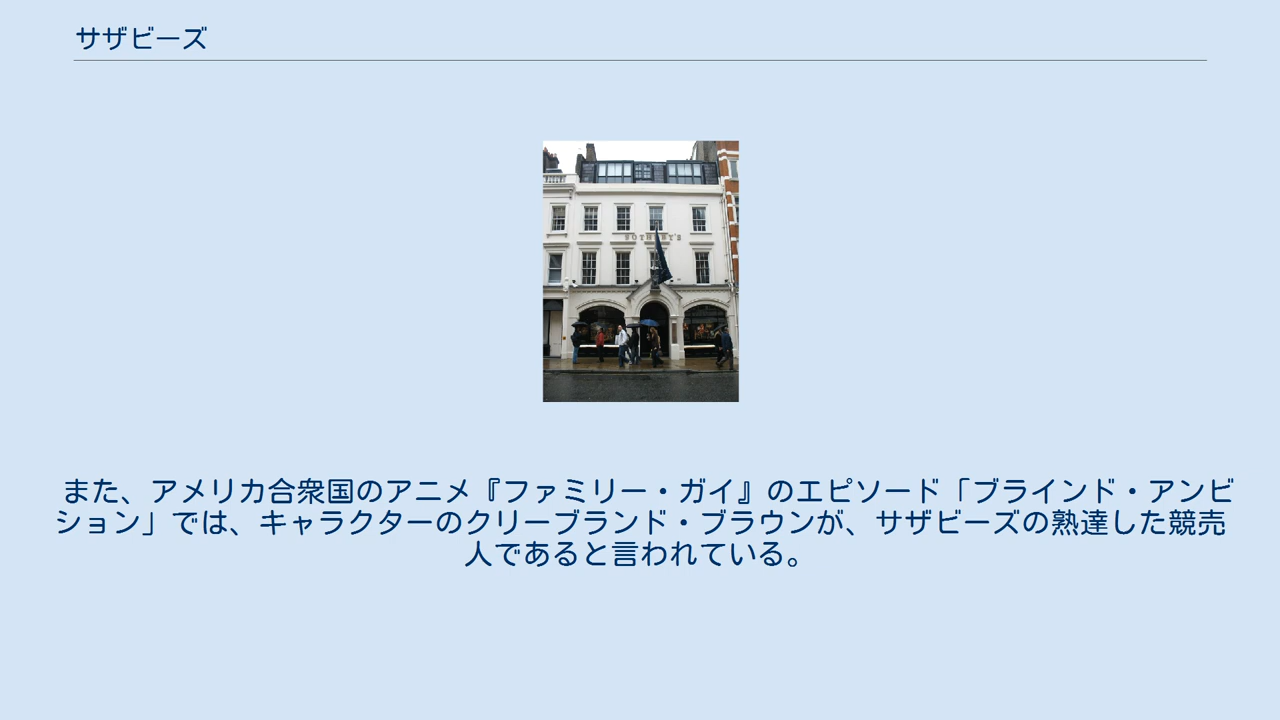 サザビーズ
SOTHEBY'S
また、アメリカ合衆国のアニメ『ファミリー・ガイ』のエピソード「ブラインド・アンビ
ション」では、キャラクターのクリーブランド・ブラウンが、サザビーズの熟達した競売
人であると言われている。